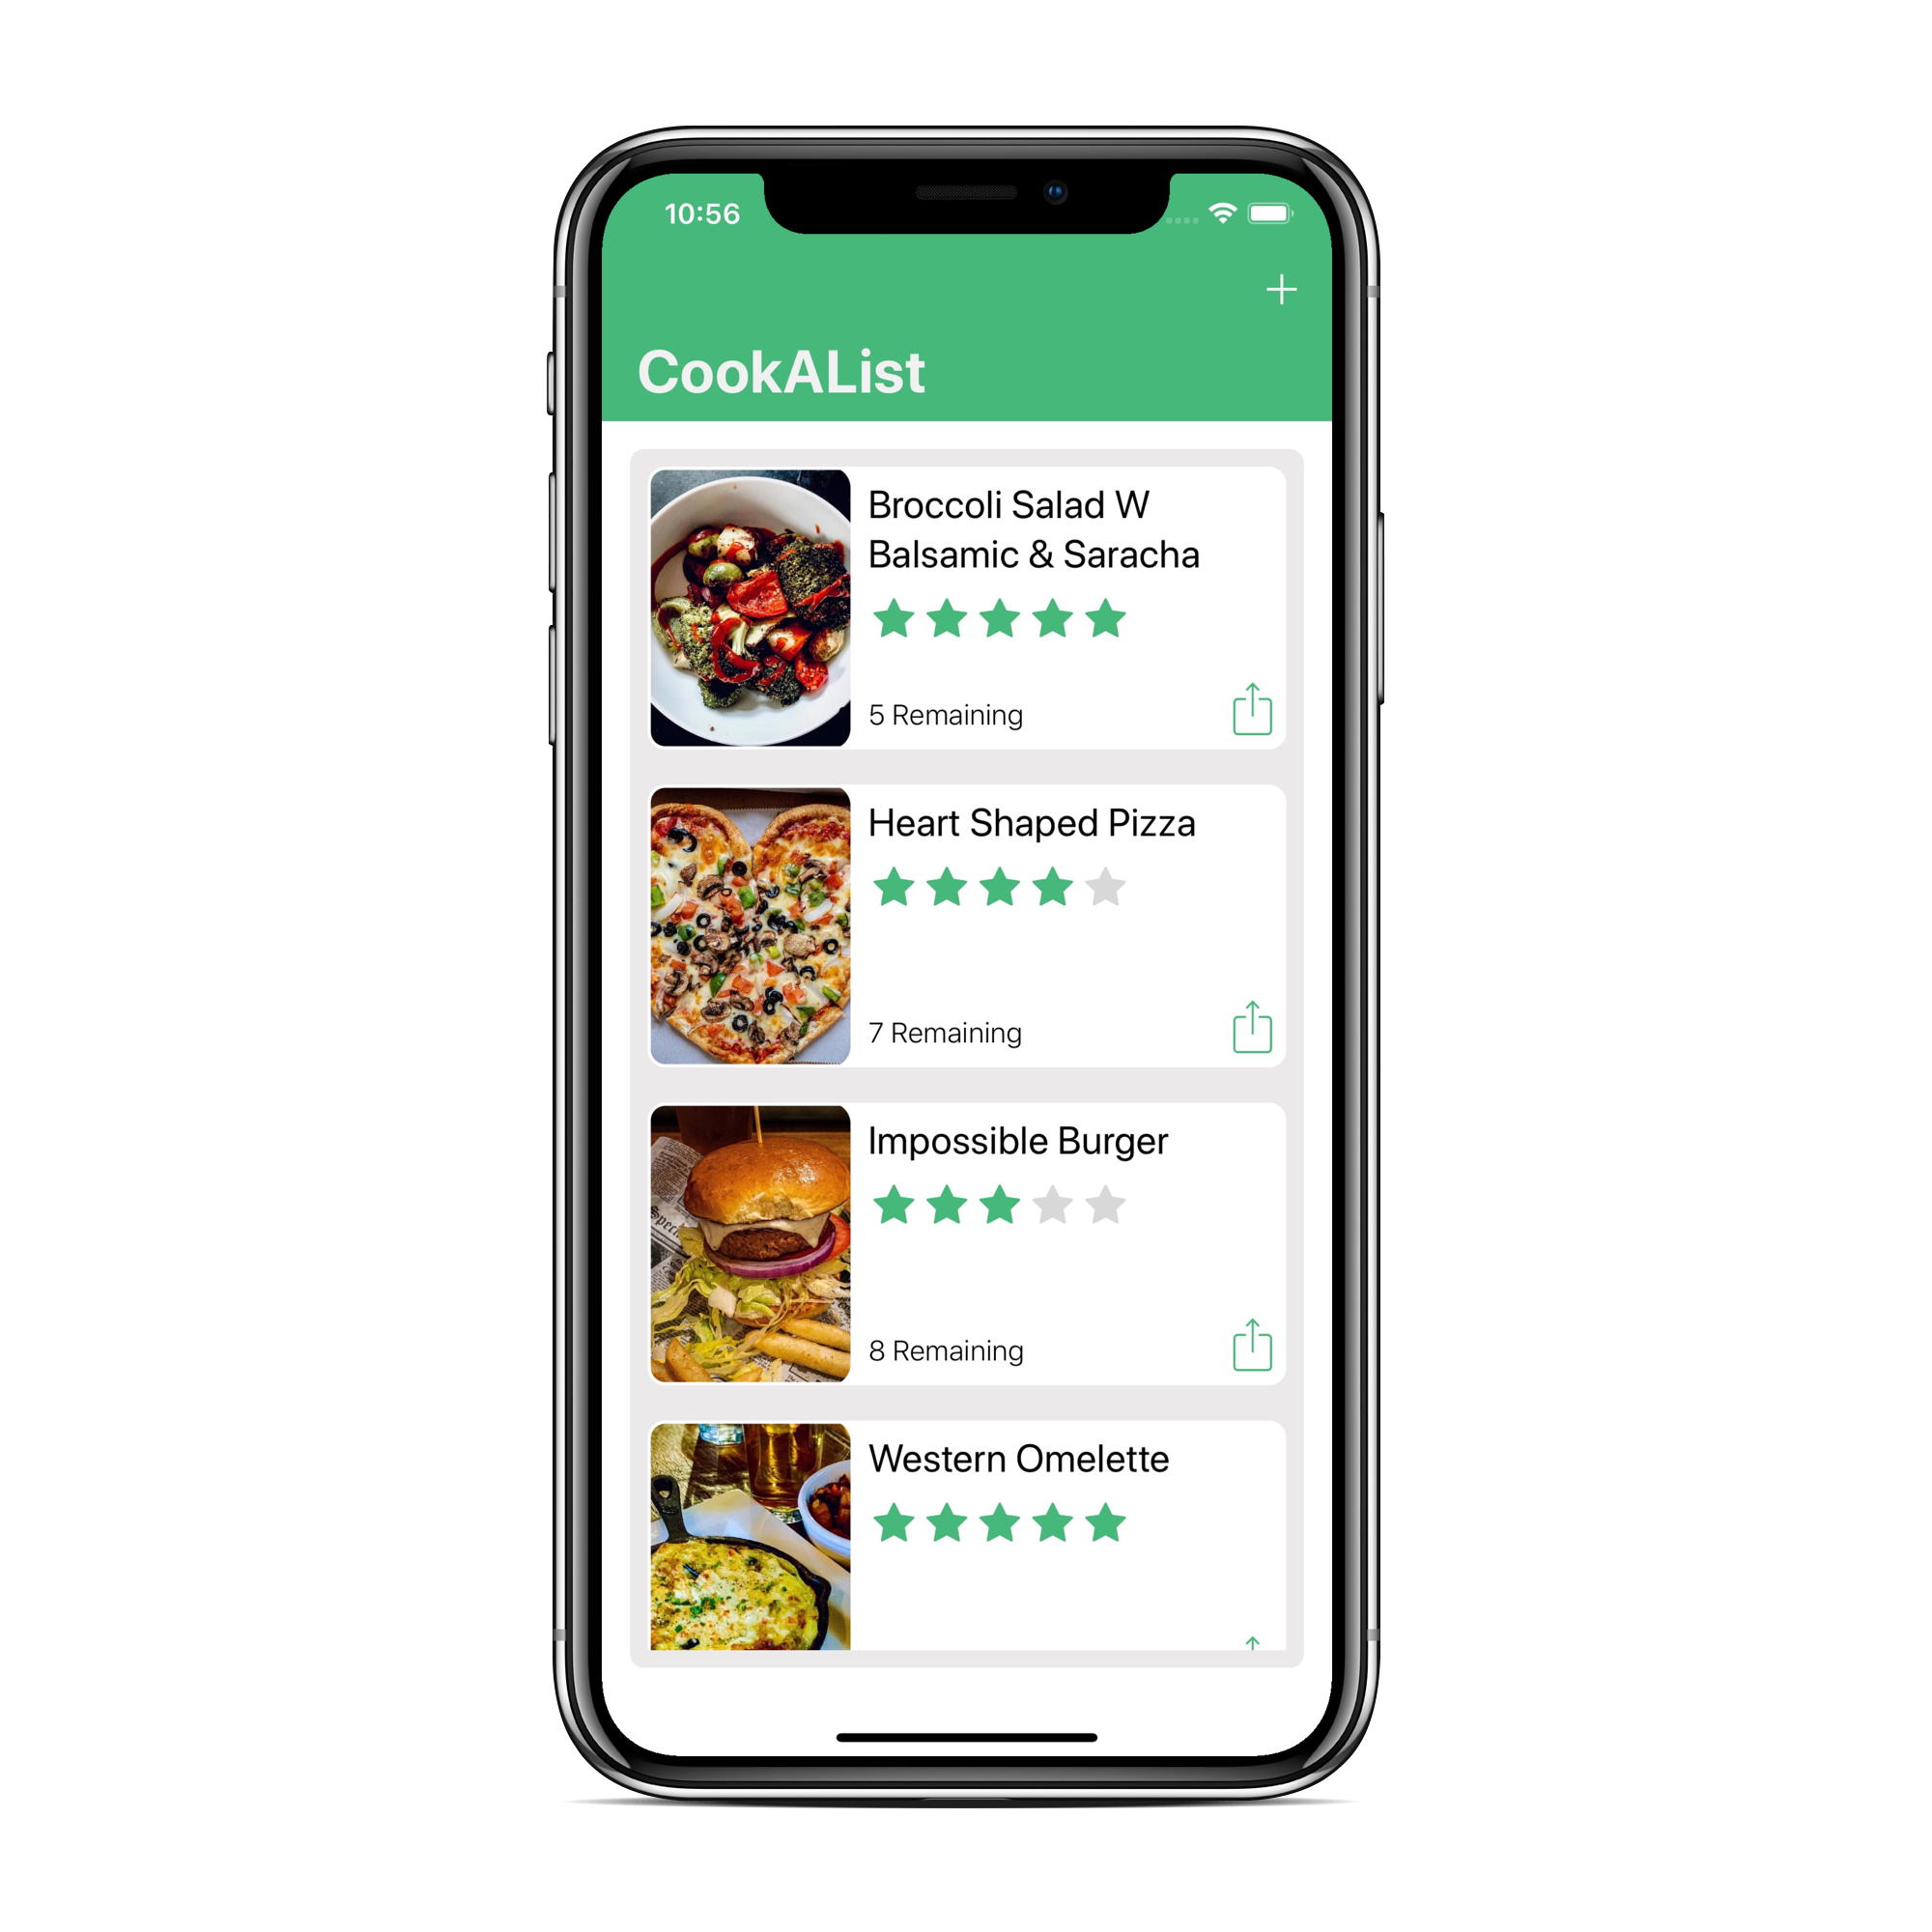 10:56
CookAList
Broccoli Salad W
Balsamic & Saracha
5 Remaining
Heart Shaped Pizza
7 Remaining
Impossible Burger
8 Remaining
Western Omelette